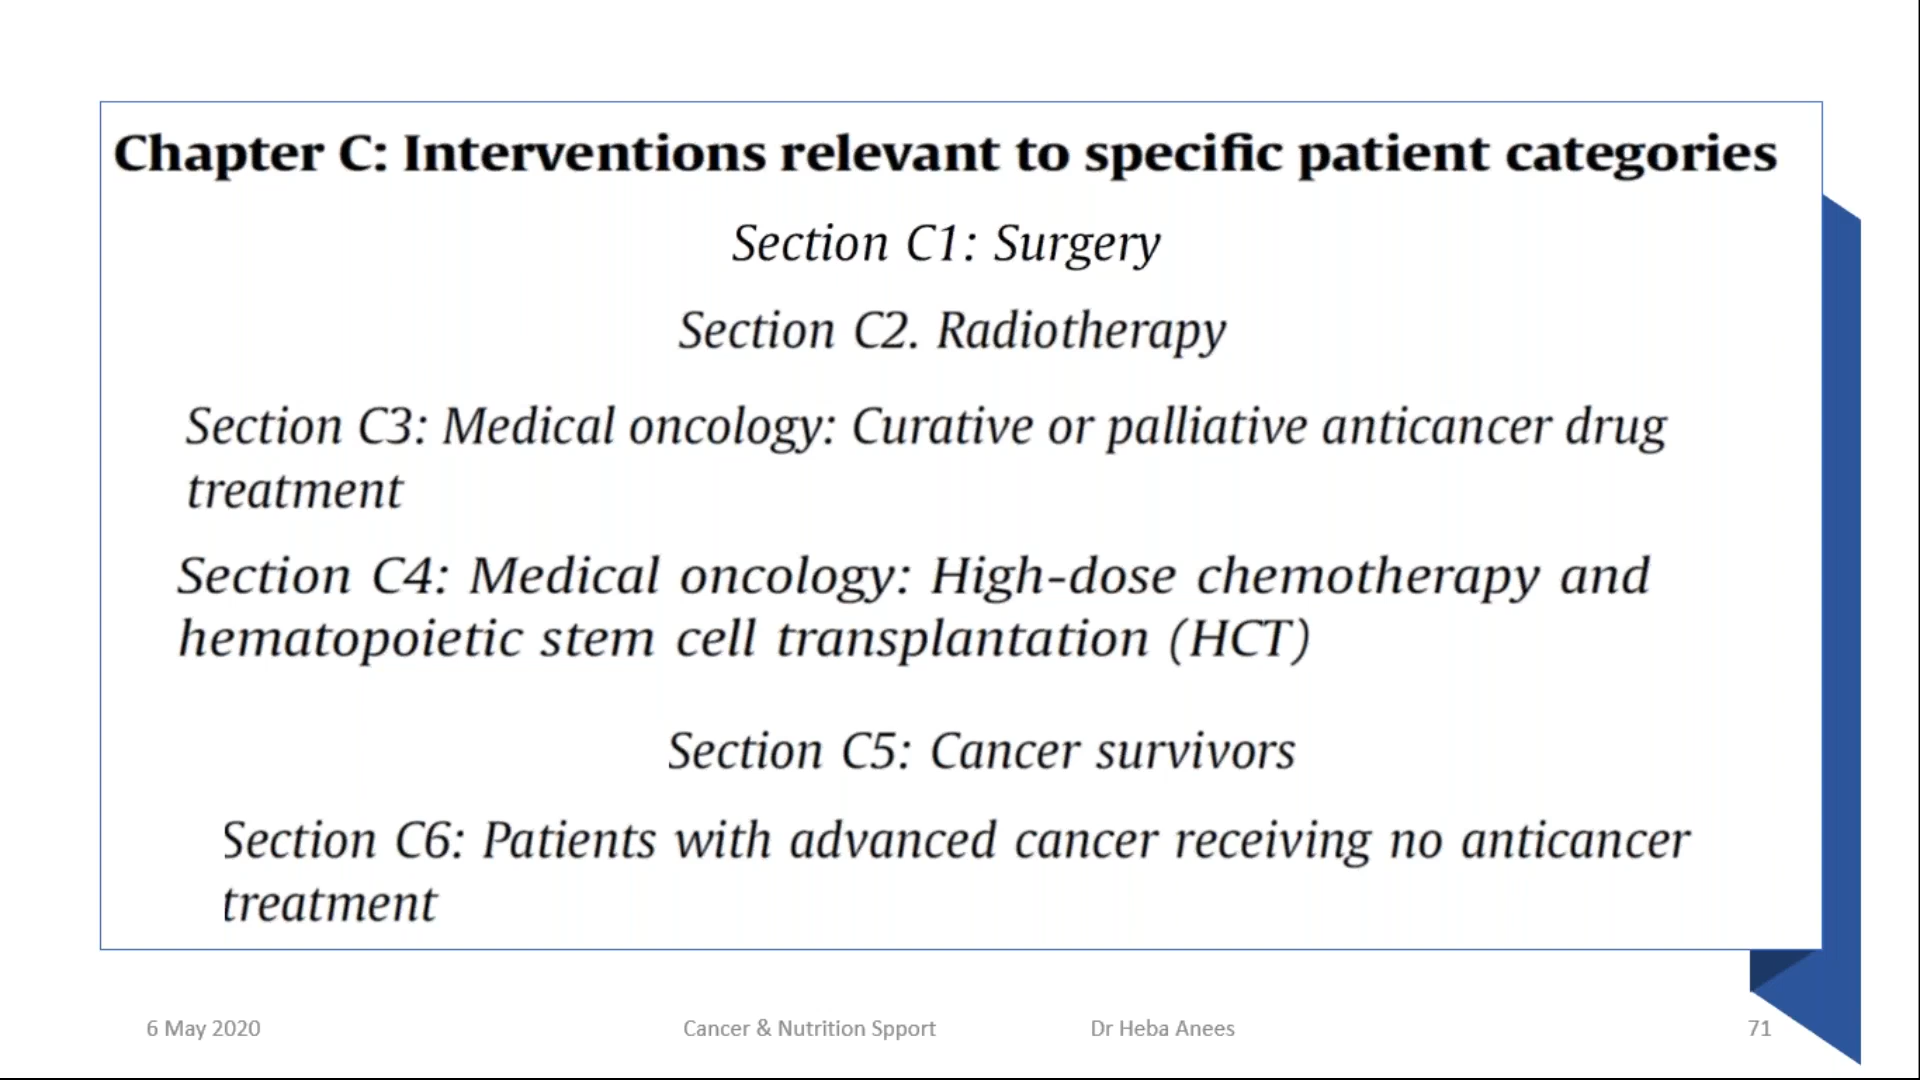 Chapter C: Interventions relevant to specific patient categories
Section C1: Surgery
Section C2. Radiotherapy
Section C3: Medical oncology: Curative or palliative anticancer drug
treatment
Section C4: Medical oncology: High-dose chemotherapy and
hematopoietic stem cell transplantation (HCT)
Section C5: Cancer survivors
Section C6: Patients with advanced cancer receiving no anticancer
treatment
6 May 2020 Cancer & Nutrition Spport Dr Heba Anees 71